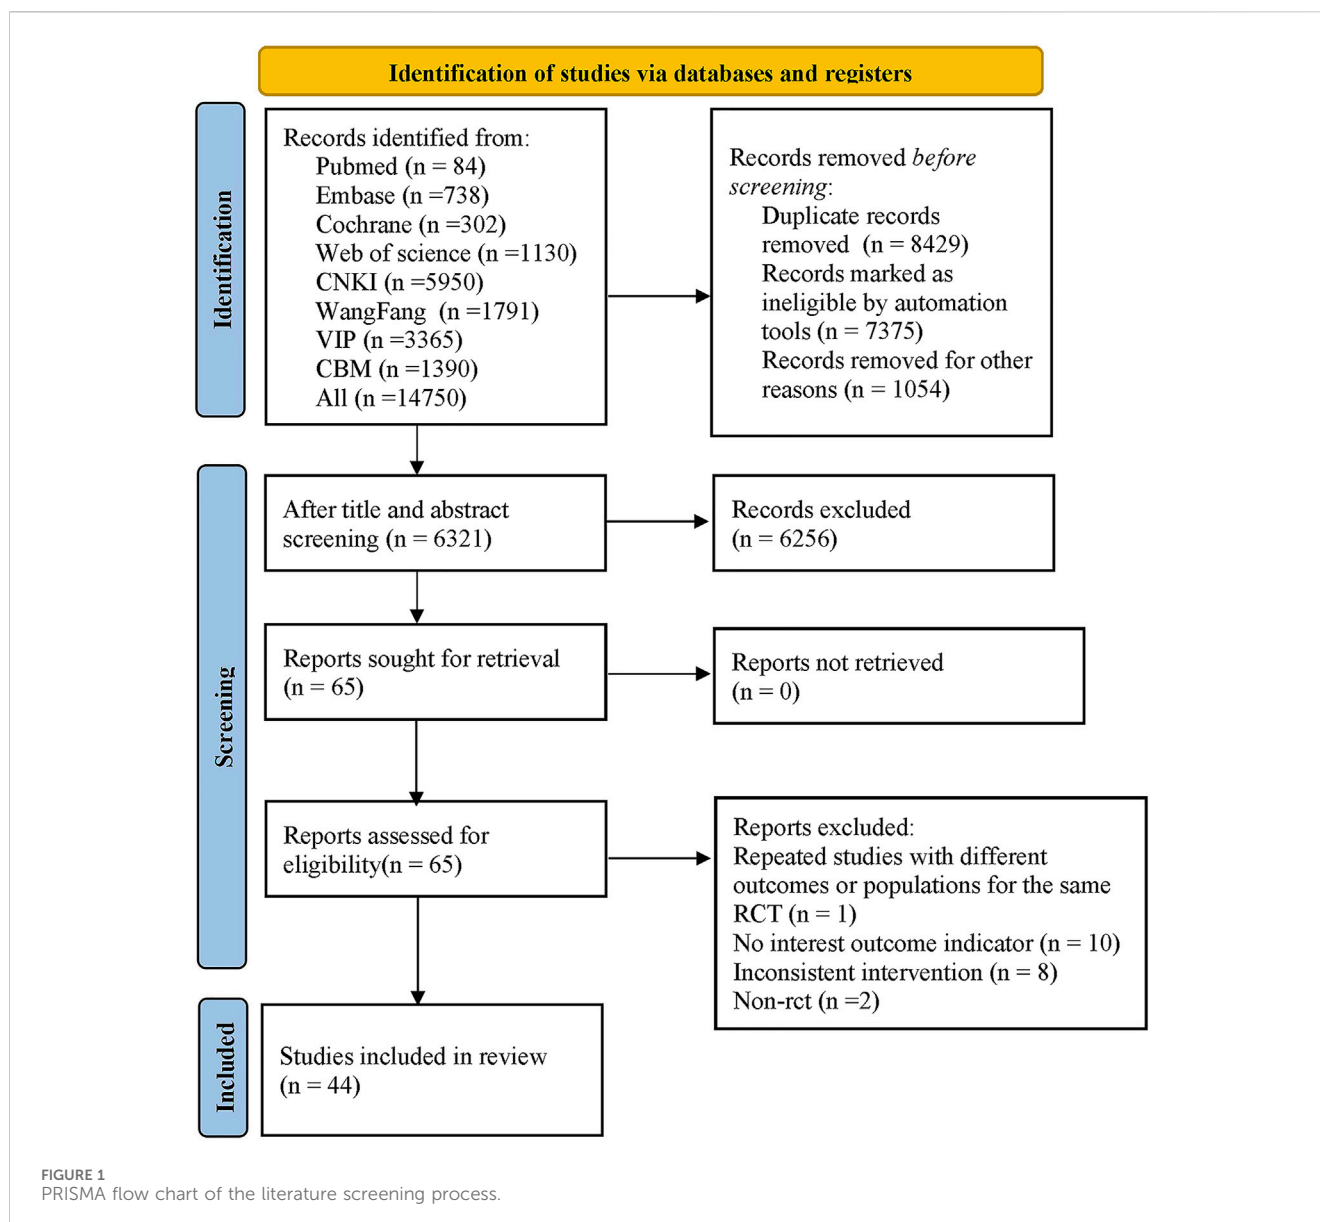 Identification of studies via databases and registers
Identification
Records identified from:
Pubmed (n = 84)
Embase (n =738)
Cochrane (n =302)
Web of science (n =1130)
CNKI (n =5950)
WangFang (n =1791)
VIP (n =3365)
CBM (n =1390)
All (n =14750)
Records removed before
screening:
Duplicate records
removed (n = 8429)
Records marked as
ineligible by automation
tools (n = 7375)
Records removed for other
reasons (n = 1054)
Screening
After title and abstract
screening (n = 6321)
Records excluded
(n = 6256)
Reports sought for retrieval
(n = 65)
Reports not retrieved
(n = 0)
Reports assessed for
eligibility(n = 65)
Reports excluded:
Repeated studies with different
outcomes or populations for the same
RCT (n = 1)
No interest outcome indicator (n = 10)
Inconsistent intervention (n = 8)
Non-rct (n =2)
Included
Studies included in review
(n = 44)
FIGURE 1
PRISMA flow chart of the literature screening process.